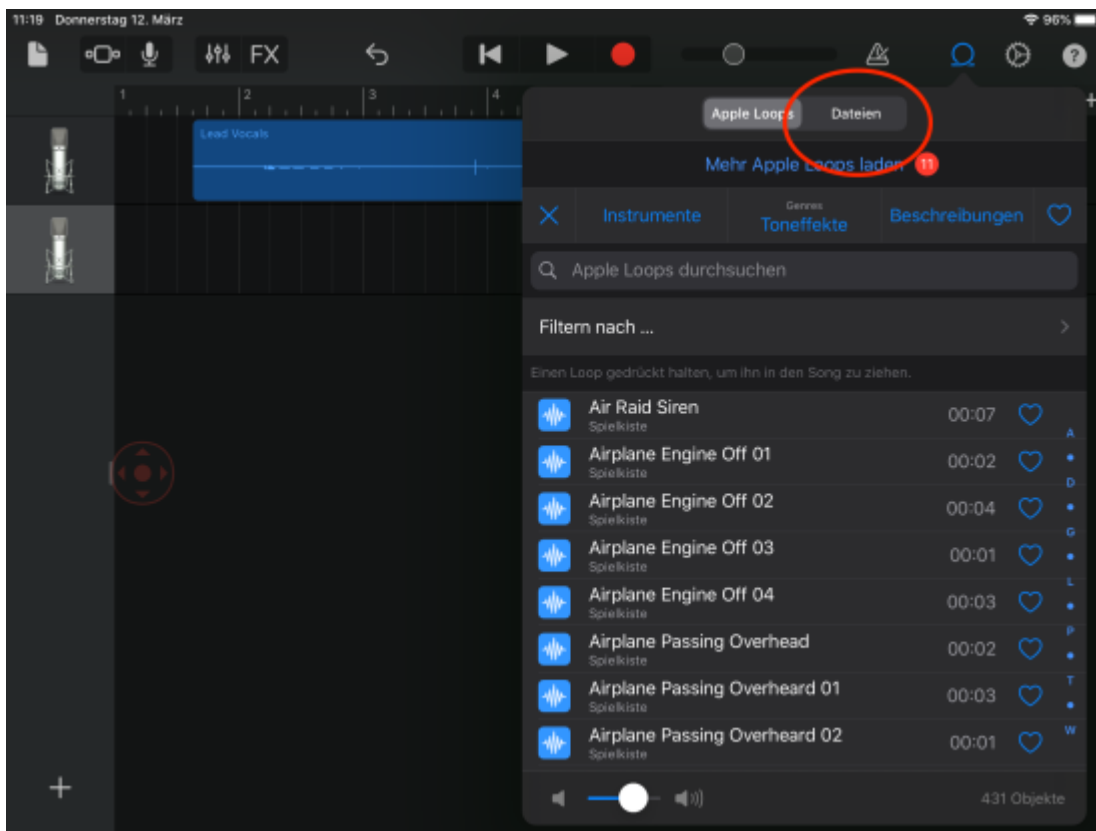 11:19 Donnerstag 12. März
96%
FX
?
1 2 3 4
Lead Vocals
Apple Loops Dateien
Mehr Apple Loops laden 11
Genres
Instrumente Toneffekte Beschreibungen
Apple Loops durchsuchen
Filtern nach ...
Einen Loop gedrückt halten, um ihn in den Song zu ziehen.
Air Raid Siren 00:07
Spielkiste
A
Airplane Engine Off 01 00:02
Spielkiste
D
Airplane Engine Off 02 00:04
Spielkiste
G
Airplane Engine Off 03 00:01
Spielkiste
L
Airplane Engine Off 04 00:03
Spielkiste
P
Airplane Passing Overhead 00:02
Spielkiste
T
Airplane Passing Overheard 01 00:03
Spielkiste
W
Airplane Passing Overheard 02 00:01
Spielkiste
431 Objekte